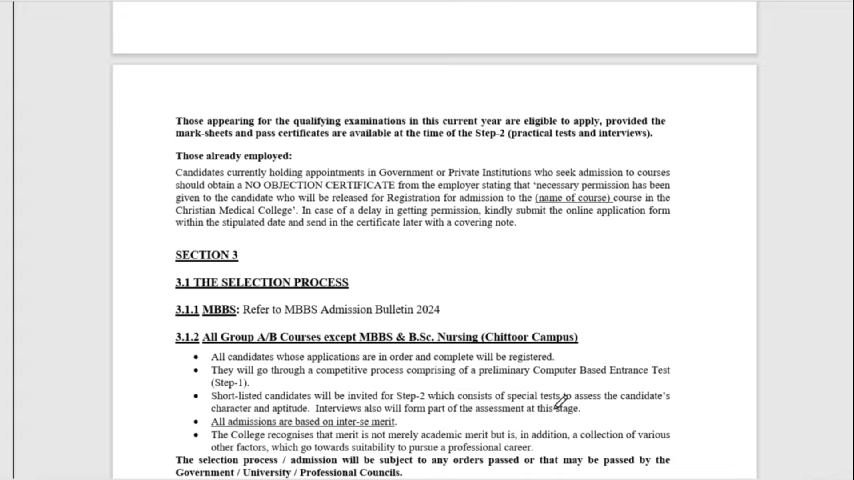 Those appearing for the qualifying examinations in this current year are eligible to apply, provided the
mark-sheets and pass certificates are available at the time of the Step-2 (practical tests and interviews).
Those already employed:
Candidates currently holding appointments in Government or Private Institutions who seek admission to courses
should obtain a NO OBJECTION CERTIFICATE from the employer stating that 'necessary permission has been
given to the candidate who will be released for Registration for admission to the (name of course) course in the
Christian Medical College'. In case of a delay in getting permission, kindly submit the online application form
within the stipulated date and send in the certificate later with a covering note.
SECTION 3
3.1 THE SELECTION PROCESS
3.1.1 MBBS: Refer to MBBS Admission Bulletin 2024
3.1.2 All Group A/B Courses except MBBS & B.Sc. Nursing (Chittoor Campus)
• All candidates whose applications are in order and complete will be registered.
• They will go through a competitive process comprising of a preliminary Computer Based Entrance Test
(Step-1).
• Short-listed candidates will be invited for Step-2 which consists of special tests to assess the candidate's
character and aptitude. Interviews also will form part of the assessment at this stage.
• All admissions are based on inter-se merit.
• The College recognises that merit is not merely academic merit but is, in addition, a collection of various
other factors, which go towards suitability to pursue a professional career.
The selection process / admission will be subject to any orders passed or that may be passed by the
Government / University / Professional Councils.